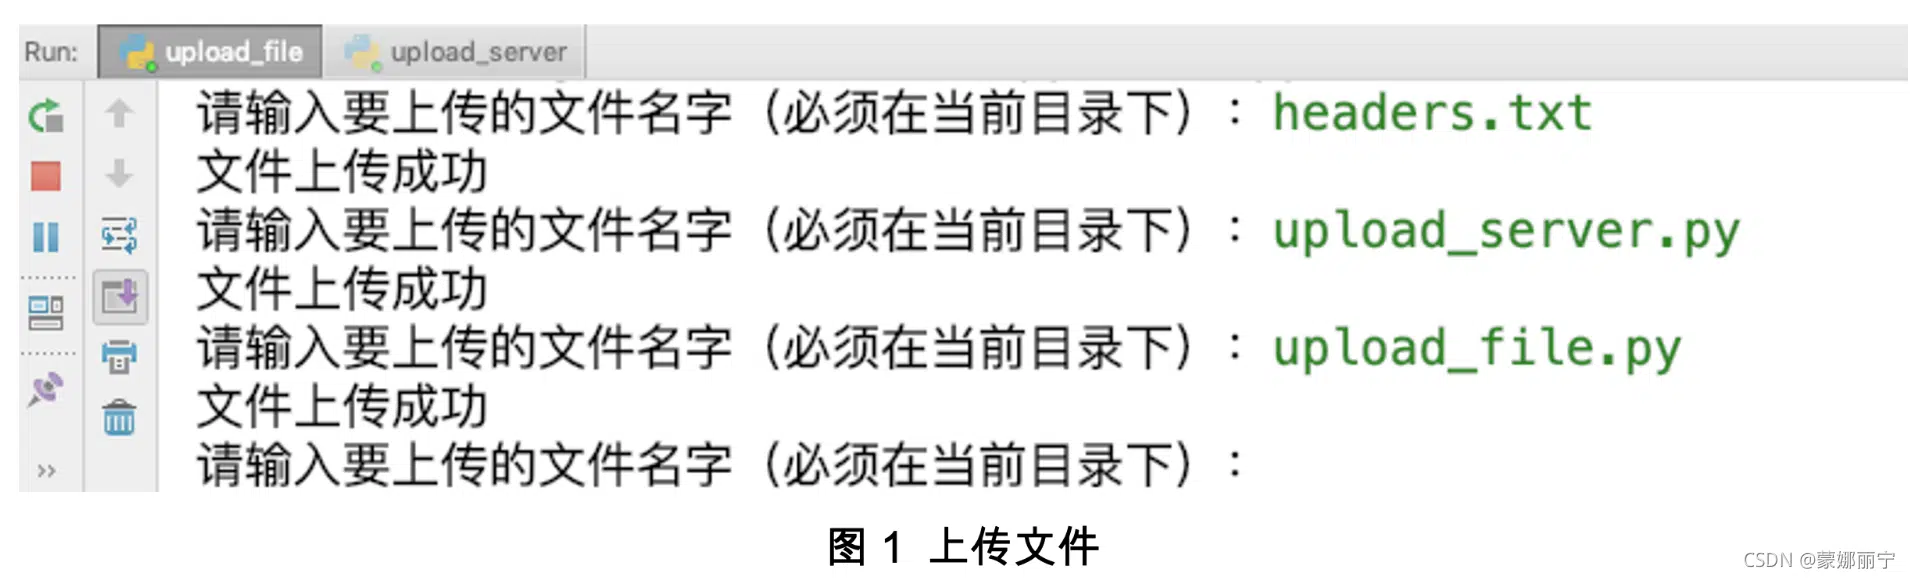 Run: upload_file upload_server
请输入要上传的文件名字（必须在当前目录下）：headers.txt
文件上传成功
请输入要上传的文件名字（必须在当前目录下）：upload_server.py
文件上传成功
请输入要上传的文件名字（必须在当前目录下）：upload_file.py
文件上传成功
请输入要上传的文件名字（必须在当前目录下）：
图 1 上传文件
CSDN @蒙娜丽宁